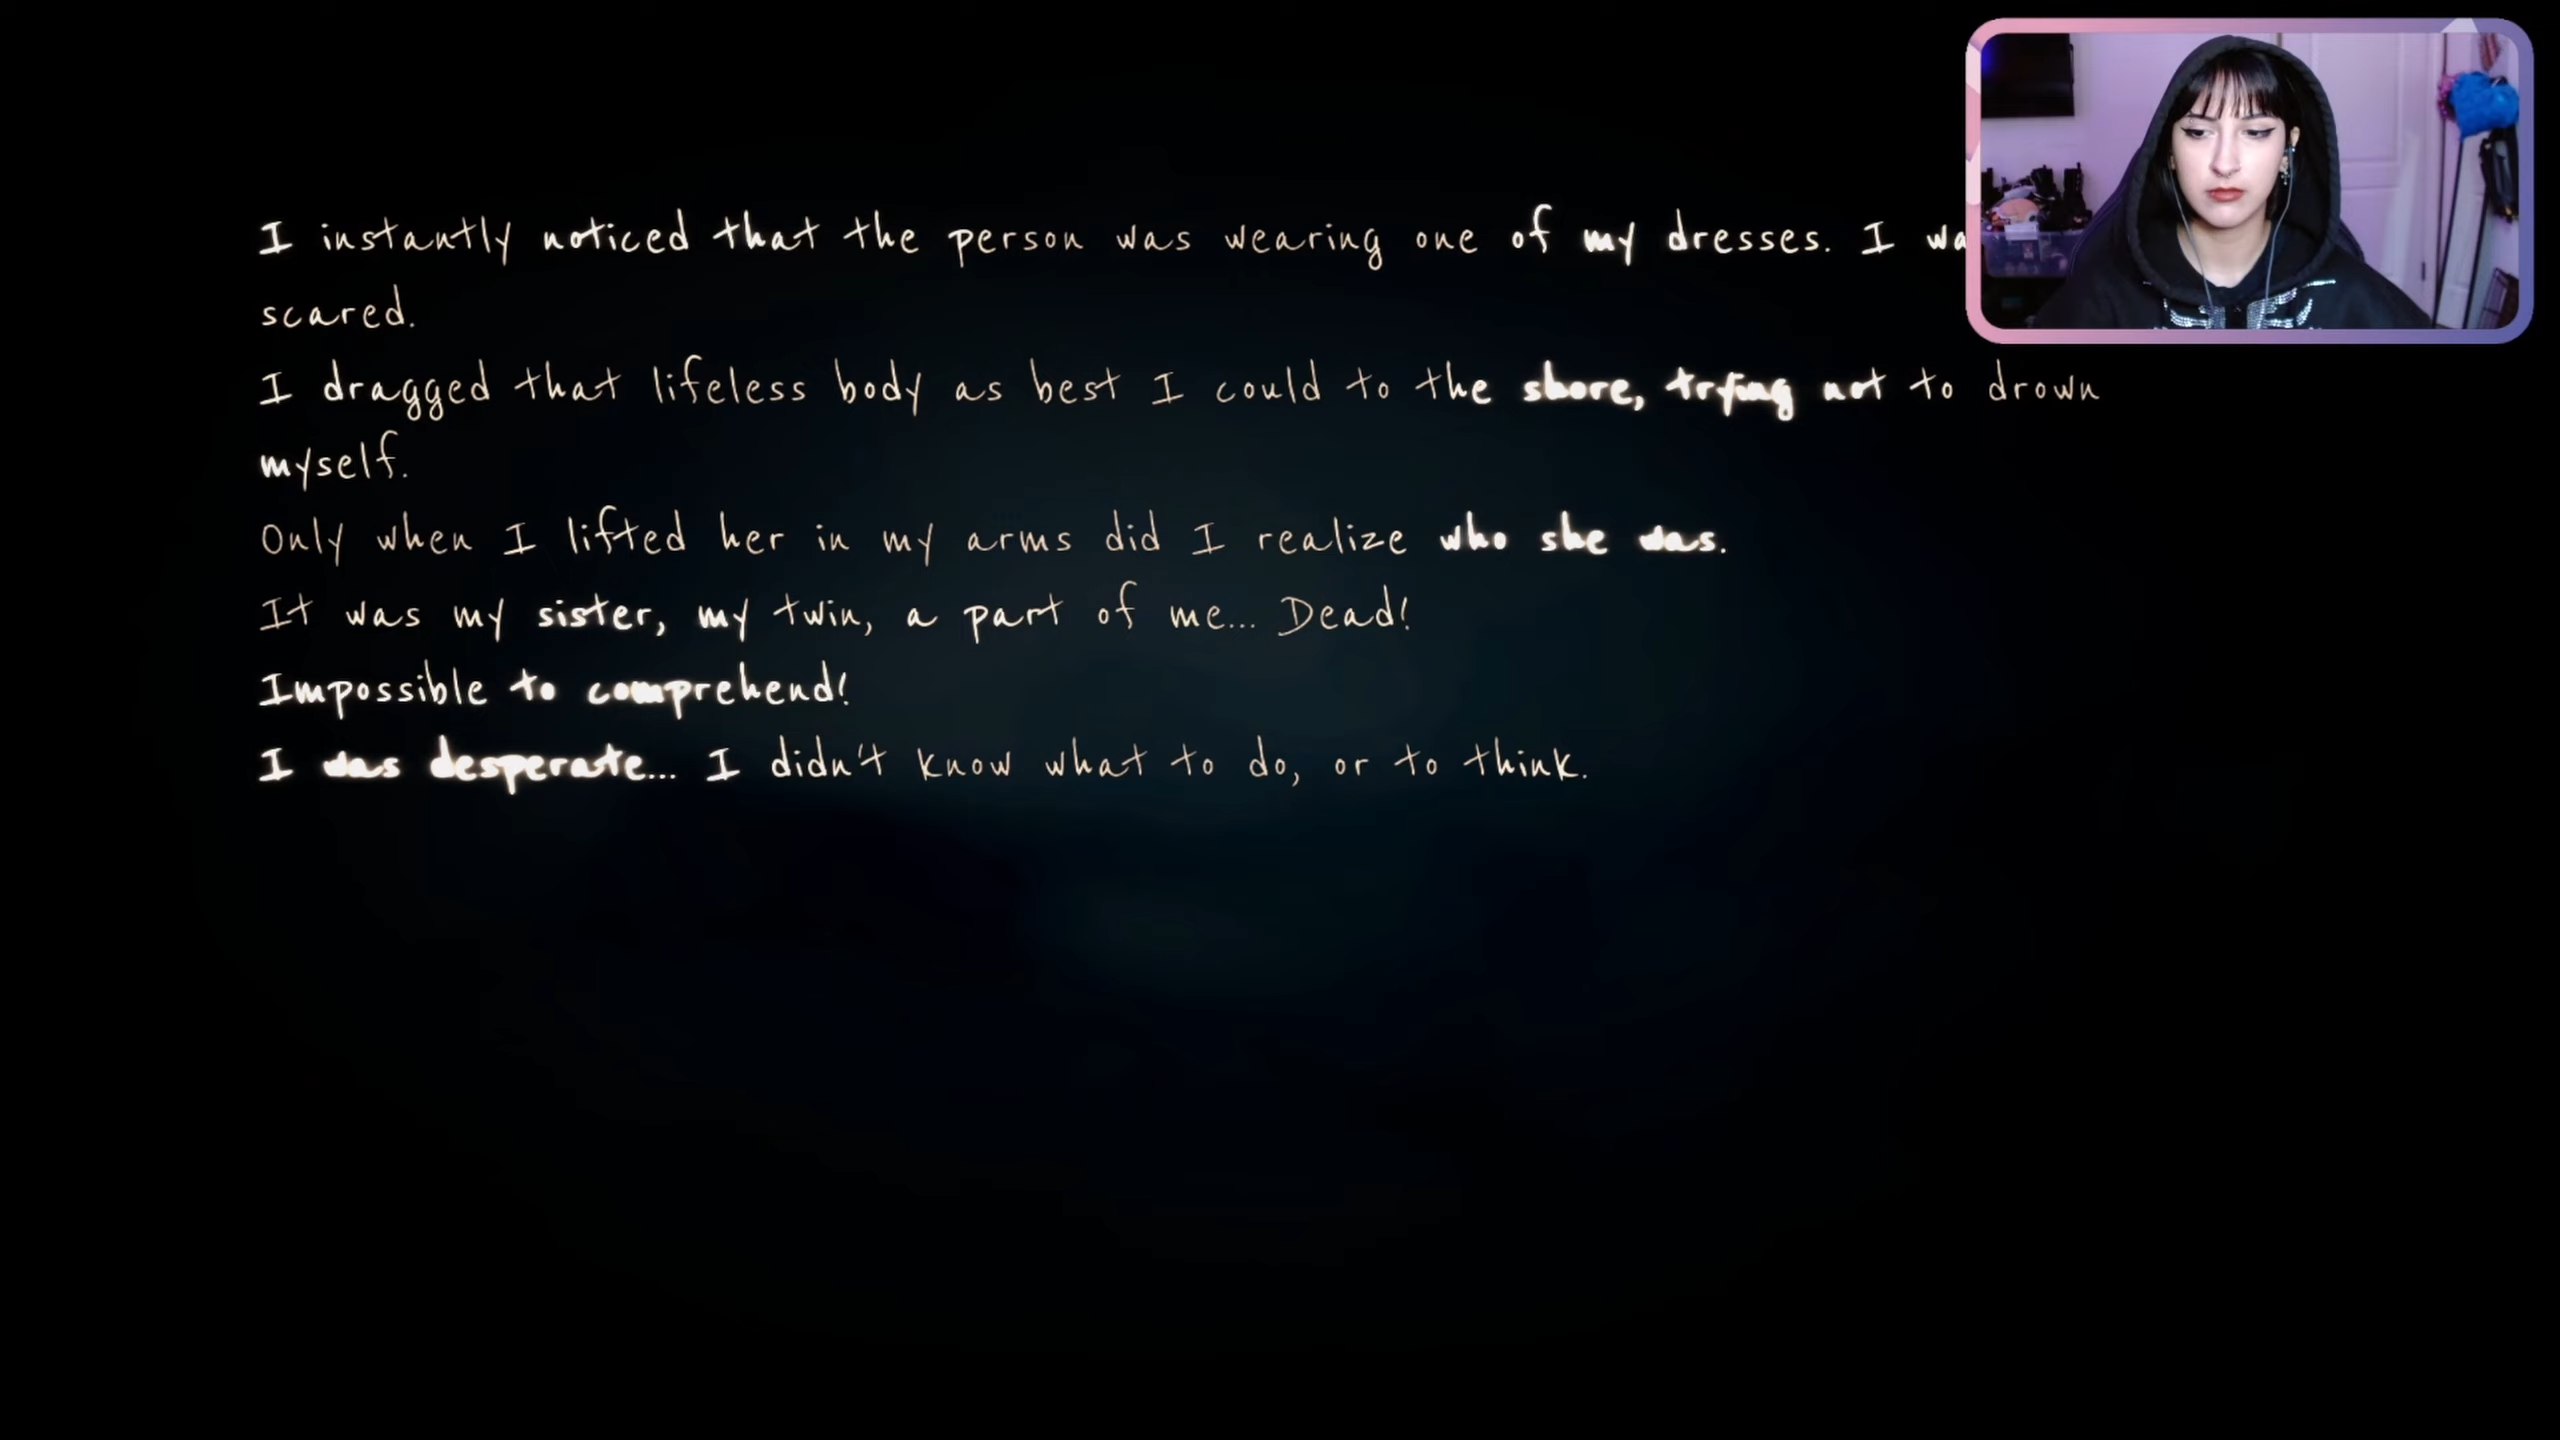 I instantly noticed that the person was wearing one of my dresses. I
scared.
I dragged that lifeless body as best I could to the shore, trying not to drown
myself.
Only when I lifted her in my arms did I realize who she was.
It was my sister, my twin, a part of me... Dead!
Impossible to comprehend!
I was desperate... I didn't know what to do, or to think.